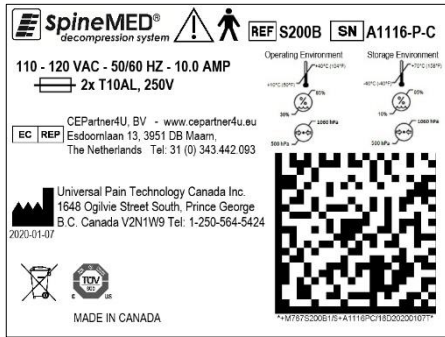 SpineMED®
decompression system
REF S200B SN A1116-P-C
110 - 120 VAC - 50/60 HZ - 10.0 AMP
2x T10AL, 250V
Operating Environment
+40°C (104°F)
+10°C (50°F)
85%
30%
1060 hPa
500 hPa
Storage Environment
+70°C (158°F)
-40°C (-40°F)
95%
10%
1060 hPa
500 hPa
EC REP
CEPartner4U, BV - www.cepartner4u.eu
Esdoornlaan 13, 3951 DB Maarn,
The Netherlands Tel: 31 (0) 343.442.093
Universal Pain Technology Canada Inc.
1648 Ogilvie Street South, Prince George
B.C. Canada V2N1W9 Tel: 1-250-564-5424
2020-01-07
TÜV
SÜD
C US
MADE IN CANADA
*+M767S200B1/S+A1116PC/16D20200107T*